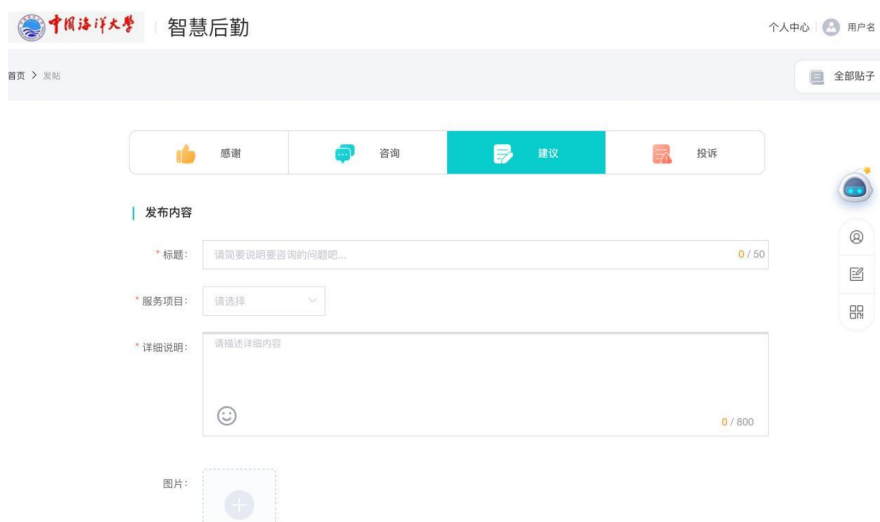 中国海洋大学
智慧后勤
个人中心
用户名
首页 > 发帖
全部贴子
感谢
咨询
建议
投诉
发布内容
* 标题：
请简要说明要咨询的问题吧...
0 / 50
* 服务项目：
请选择
* 详细说明：
请描述详细内容
0 / 800
图片：